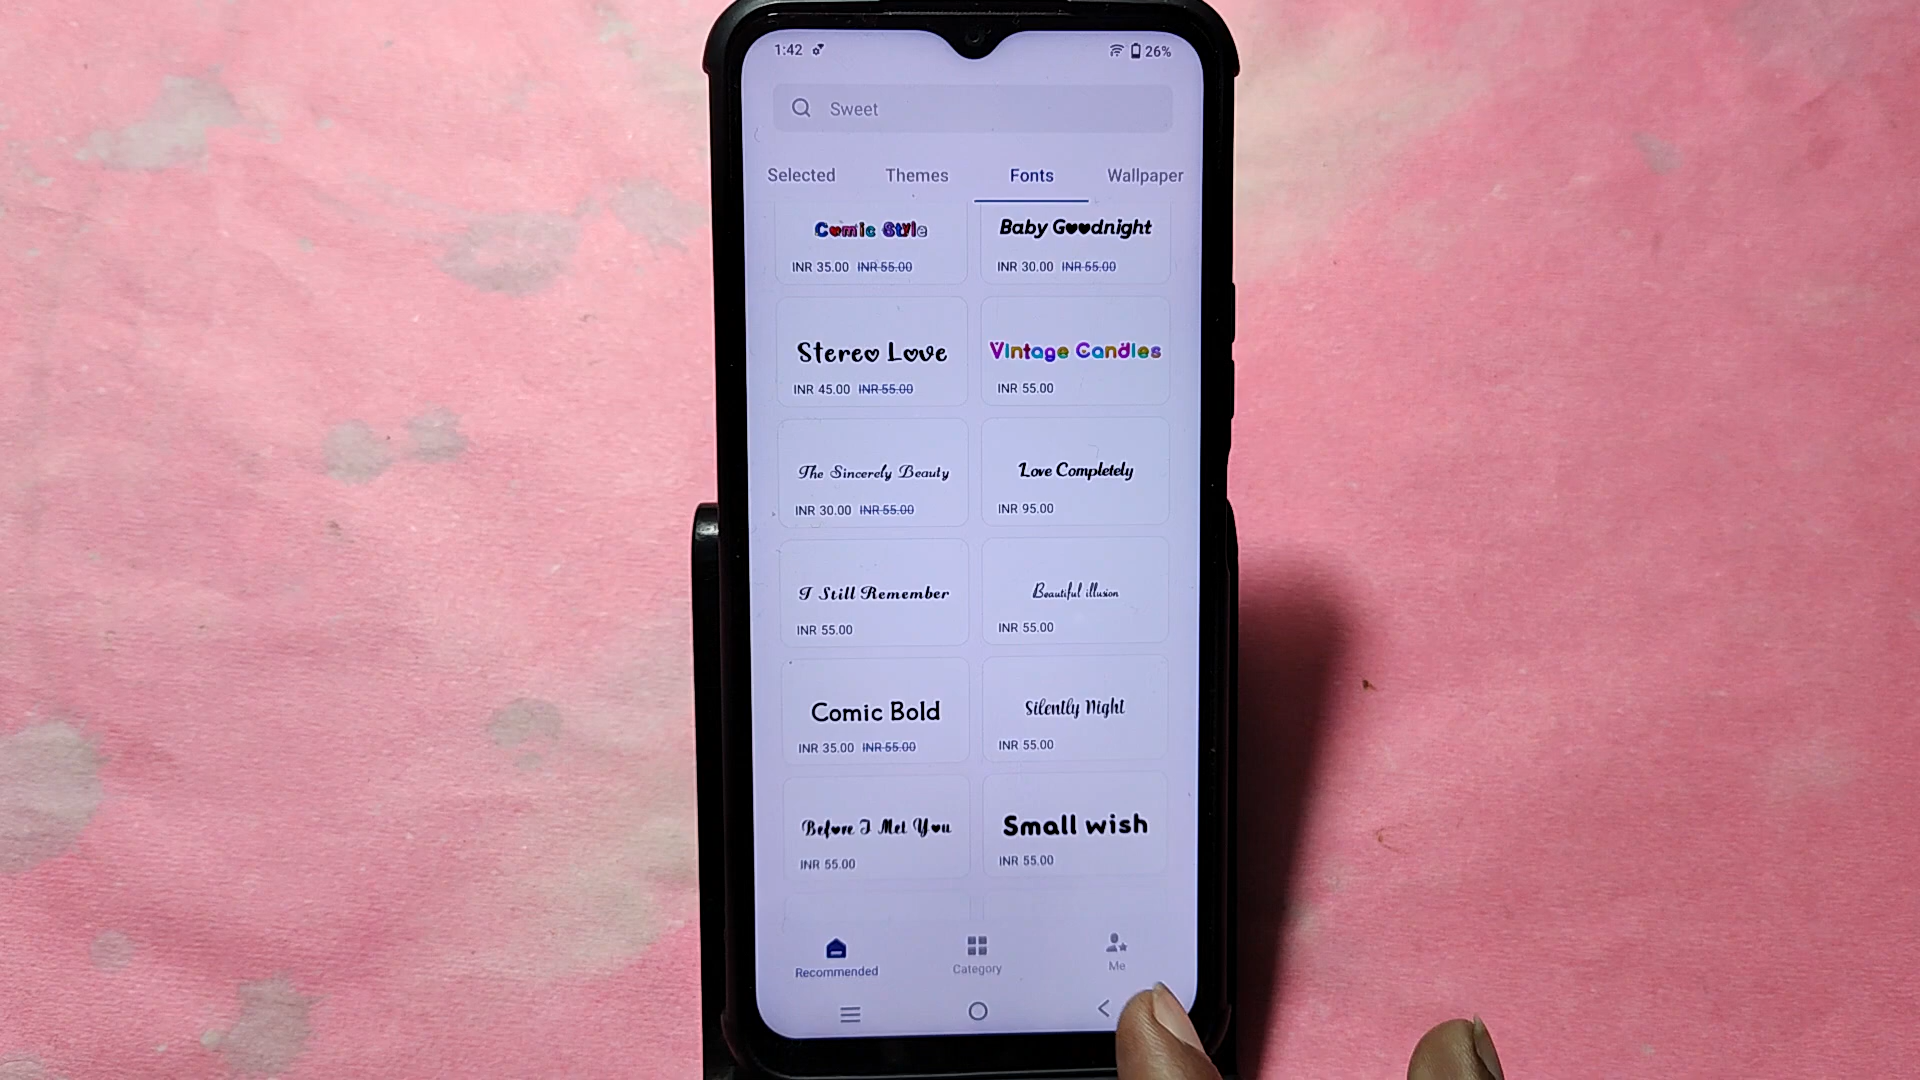 1:42 26%
Sweet
Selected Themes Fonts Wallpaper
Comic Style Baby Goodnight
INR 35.00 INR 55.00 INR 30.00 INR 55.00
Stereo Love Vintage Candles
INR 45.00 INR 55.00 INR 55.00
The Sincerely Beauty Love Completely
INR 30.00 INR 55.00 INR 95.00
I Still Remember Beautiful illusion
INR 55.00 INR 55.00
Comic Bold Silently Night
INR 35.00 INR 55.00 INR 55.00
Before I Met You Small wish
INR 55.00 INR 55.00
Recommended Category Me